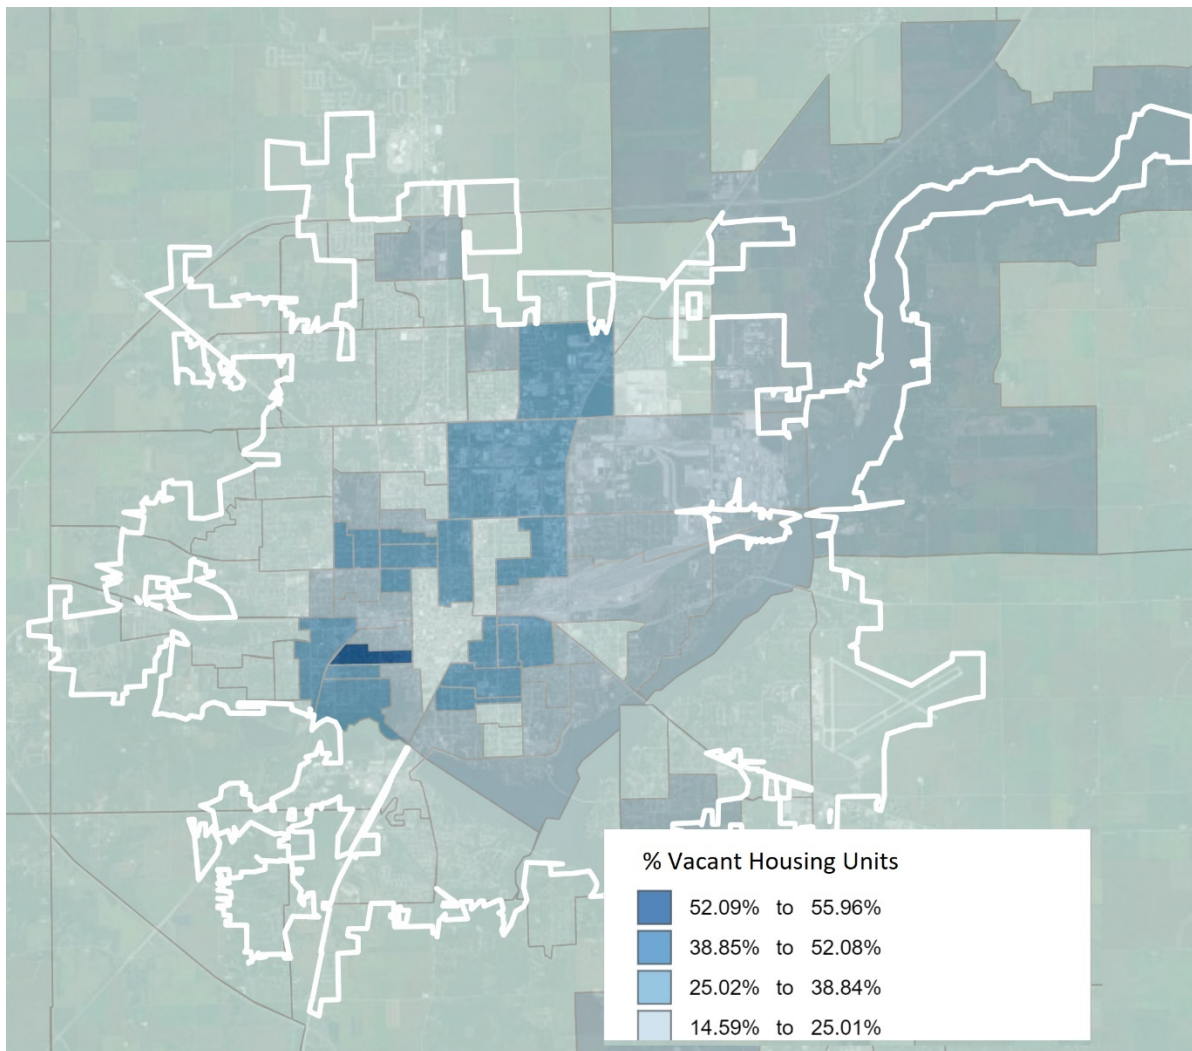 % Vacant Housing Units
52.09% to 55.96%
38.85% to 52.08%
25.02% to 38.84%
14.59% to 25.01%